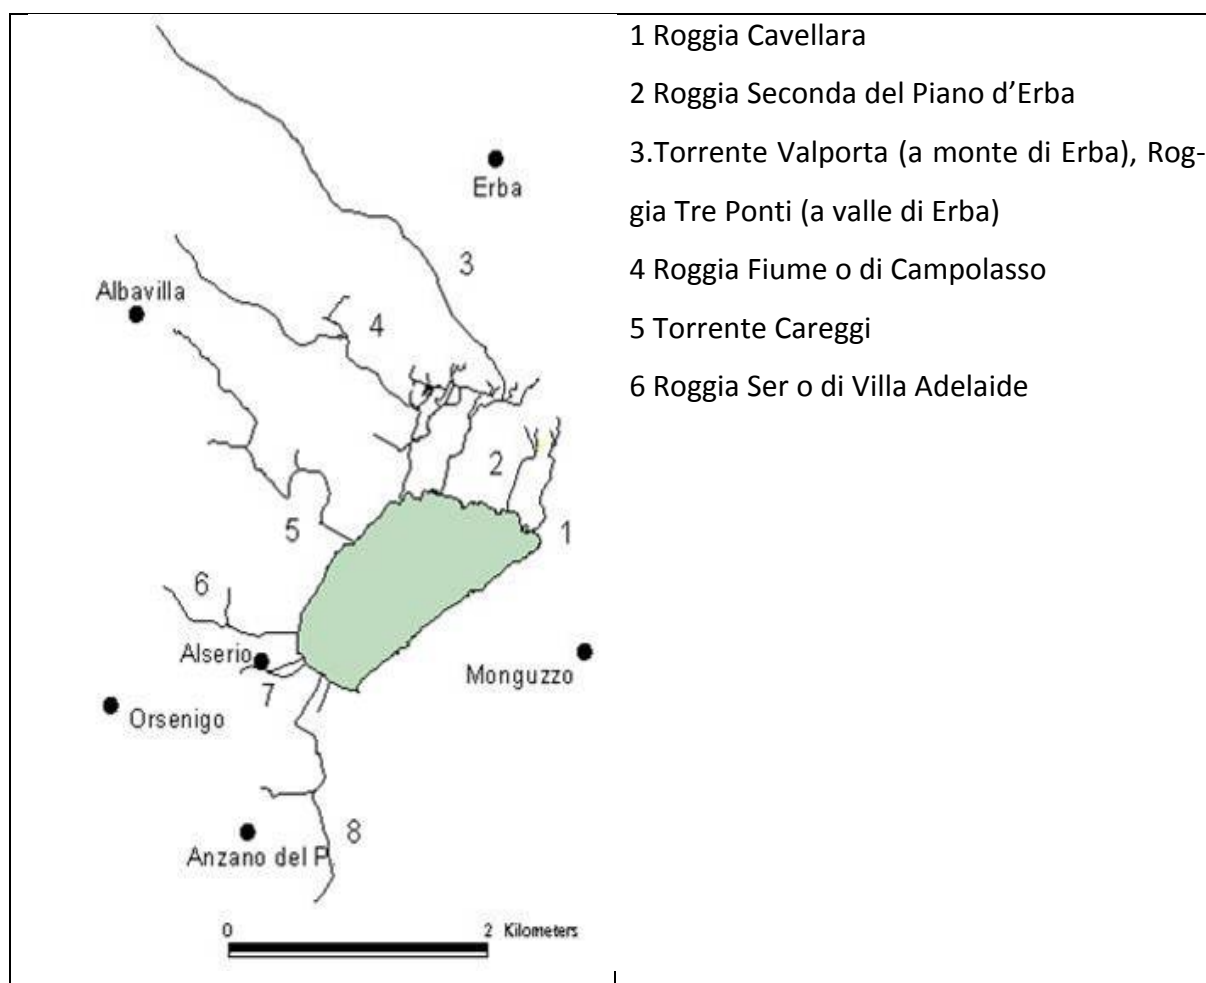 1 Roggia Cavellara
2 Roggia Seconda del Piano d’Erba
3.Torrente Valporta (a monte di Erba), Rog-
gia Tre Ponti (a valle di Erba)
4 Roggia Fiume o di Campolasso
5 Torrente Careggi
6 Roggia Ser o di Villa Adelaide
Erba
3
Albavilla
4
2
5
1
6
Alserio
Monguzzo
7
Orsenigo
8
Anzano del P
0
2 Kilometers